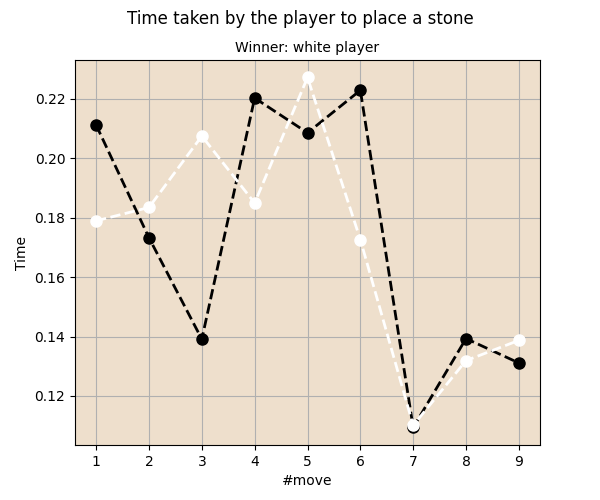 Time taken by the player to place a stone
Winner: white player
0.22
0.20
0.18
0.16
0.14
0.12
Time
1 2 3 4 5 6 7 8 9
#move